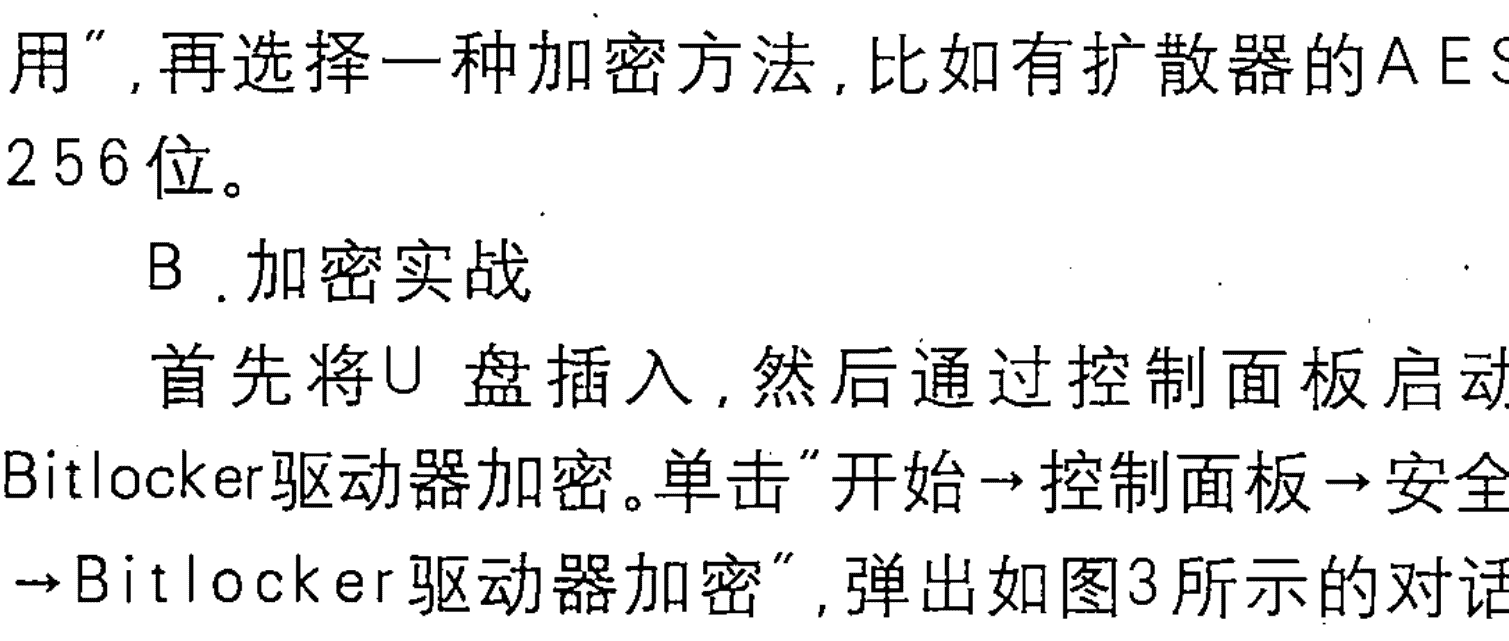 用″,再选择一种加密方法,比如有扩散器的AES
256位。
B.加密实战
首先将U 盘插入,然后通过控制面板启动
Bitlocker驱动器加密。单击″开始→控制面板→安全
→Bitlocker驱动器加密″,弹出如图3所示的对话